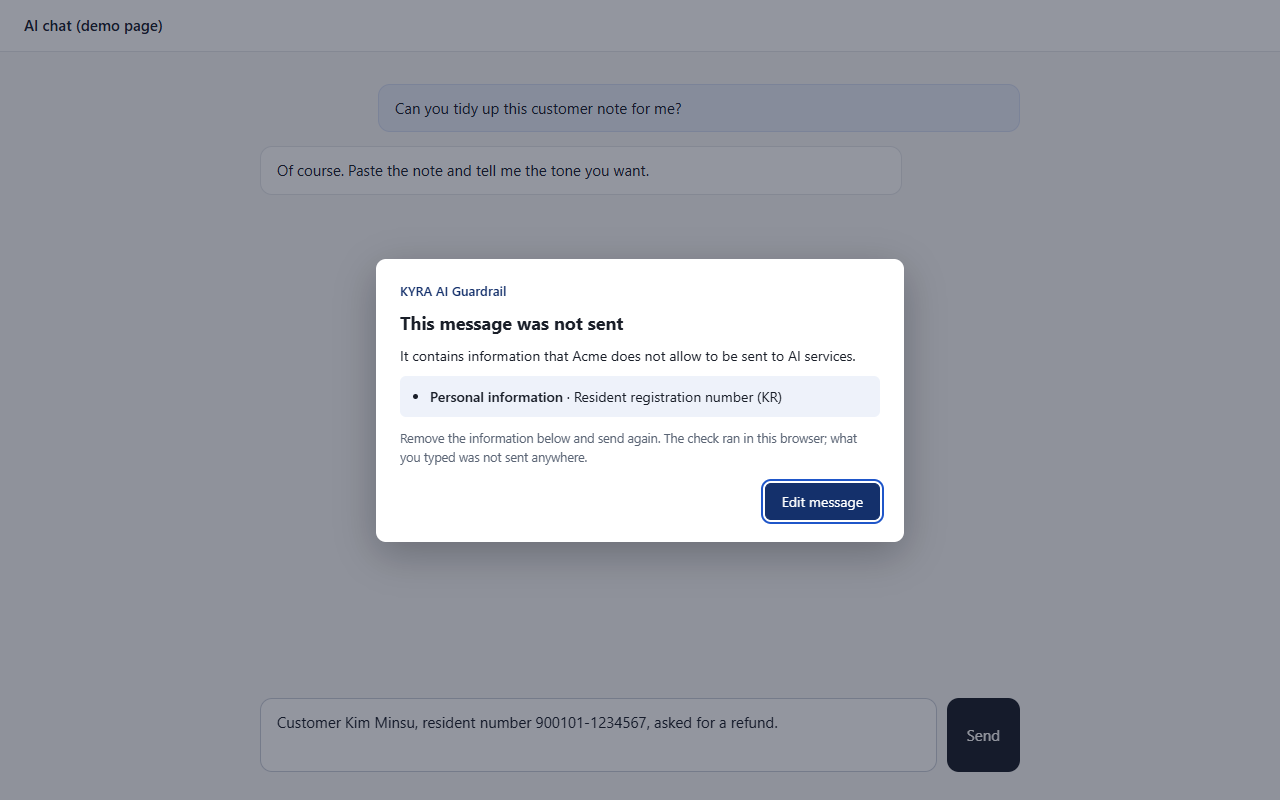 AI chat (demo page)
Can you tidy up this customer note for me?
Of course. Paste the note and tell me the tone you want.
KYRA AI Guardrail
This message was not sent
It contains information that Acme does not allow to be sent to AI services.
• Personal information · Resident registration number (KR)
Remove the information below and send again. The check ran in this browser; what
you typed was not sent anywhere.
Edit message
Customer Kim Minsu, resident number 900101-1234567, asked for a refund.
Send